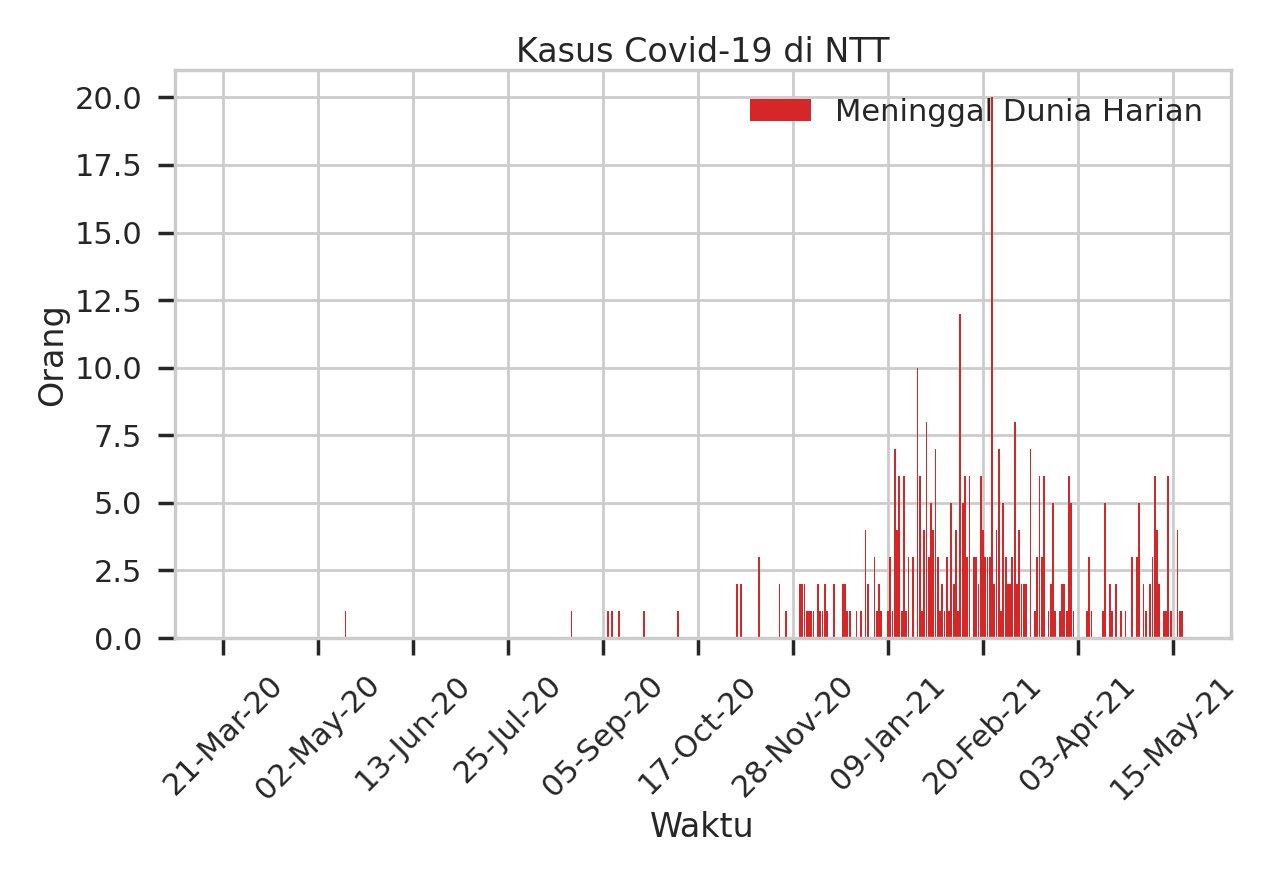 Kasus Covid-19 di NTT
Meninggal Dunia Harian
20.0
17.5
15.0
12.5
10.0
7.5
5.0
2.5
0.0
Orang
21-Mar-20
02-May-20
13-Jun-20
25-Jul-20
05-Sep-20
17-Oct-20
28-Nov-20
09-Jan-21
20-Feb-21
03-Apr-21
15-May-21
Waktu